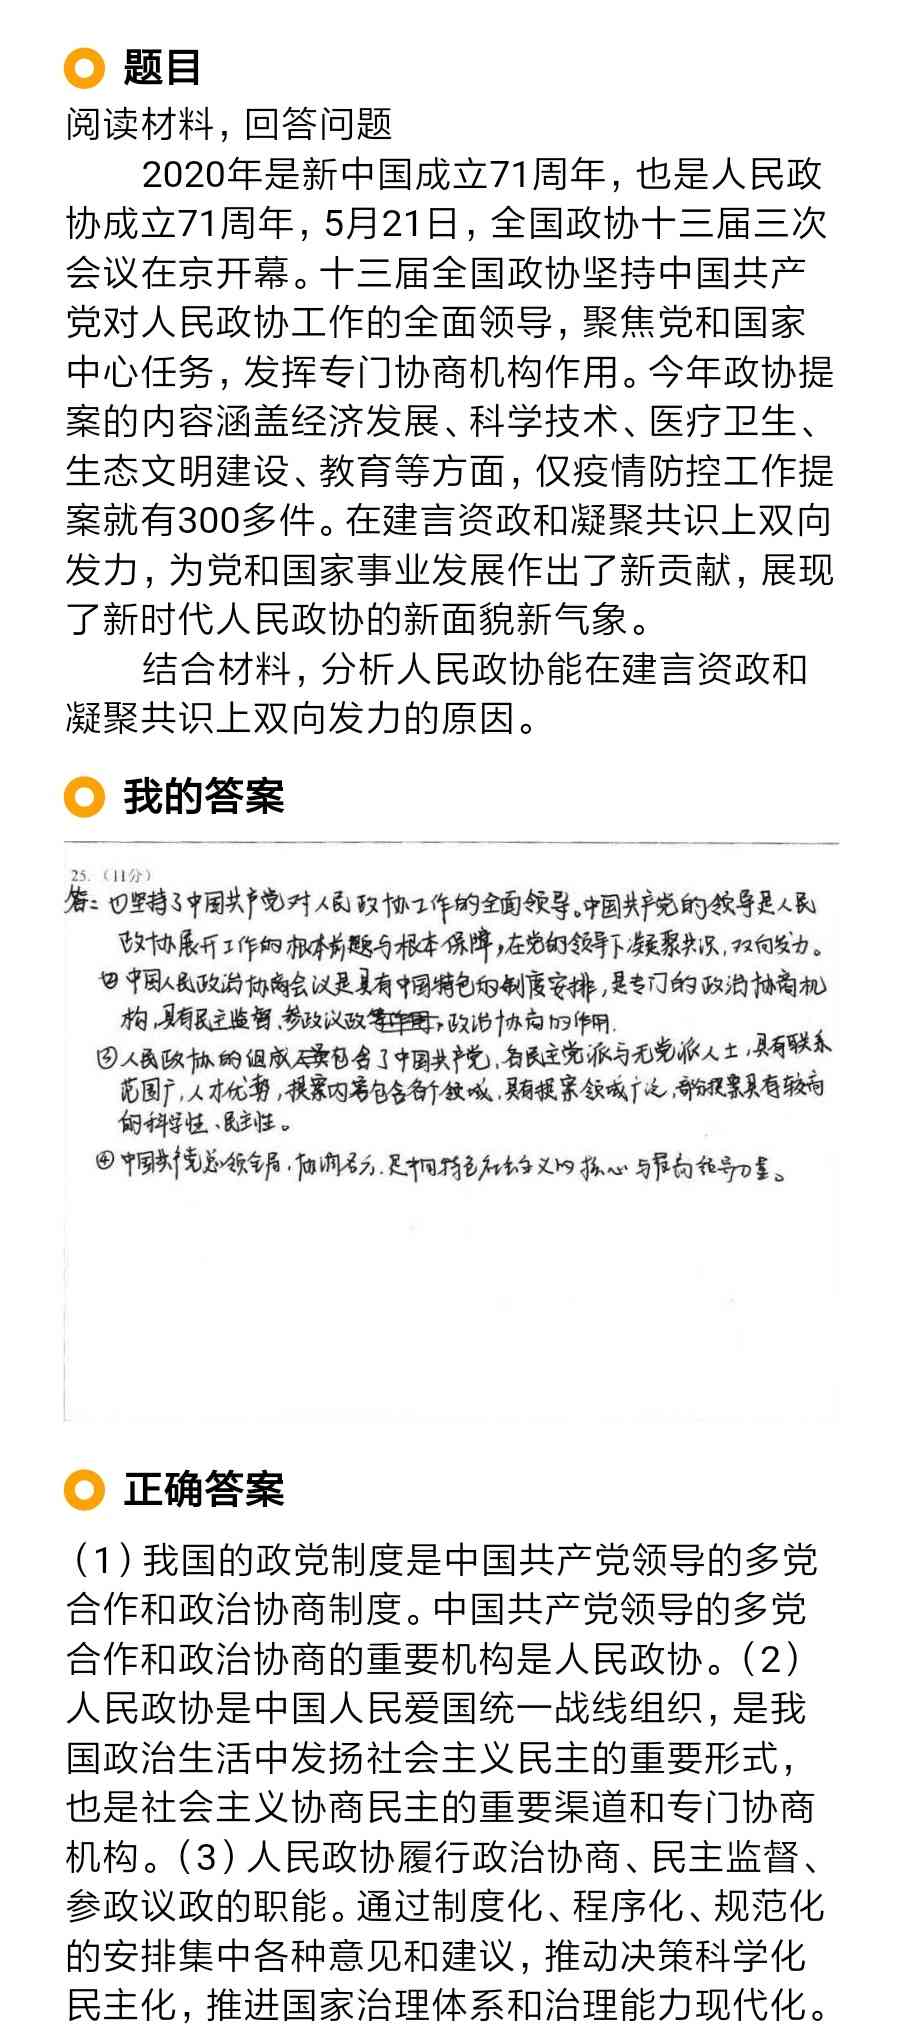 题目
阅读材料，回答问题
2020年是新中国成立71周年，也是人民政
协成立71周年，5月21日，全国政协十三届三次
会议在京开幕。十三届全国政协坚持中国共产
党对人民政协工作的全面领导，聚焦党和国家
中心任务，发挥专门协商机构作用。今年政协提
案的内容涵盖经济发展、科学技术、医疗卫生、
生态文明建设、教育等方面，仅疫情防控工作提
案就有300多件。在建言资政和凝聚共识上双向
发力，为党和国家事业发展作出了新贡献，展现
了新时代人民政协的新面貌新气象。
结合材料，分析人民政协能在建言资政和
凝聚共识上双向发力的原因。
我的答案
25.（11分）
答：①坚持了中国共产党对人民政协工作的全面领导。中国共产党的领导是人民
政协展开工作的根本前题与根本保障，在党的领导下凝聚共识，双向发力。
②中国人民政治协商会议是具有中国特色的制度安排，是专门的政治协商机
构，具有民主监督、参政议政、政治协商的作用.
③人民政协的组成包含了中国共产党、各民主党派与无党派人士，具有联系
范围广，人才优势，提案内容包含各个领域，具有提案领域广泛，部分提案具有较高
的科学性、民主性。
④中国共产党总领全局、协调各方，是中国特色社会主义的核心与最高领导力量。
正确答案
（1）我国的政党制度是中国共产党领导的多党
合作和政治协商制度。中国共产党领导的多党
合作和政治协商的重要机构是人民政协。（2）
人民政协是中国人民爱国统一战线组织，是我
国政治生活中发扬社会主义民主的重要形式，
也是社会主义协商民主的重要渠道和专门协商
机构。（3）人民政协履行政治协商、民主监督、
参政议政的职能。通过制度化、程序化、规范化
的安排集中各种意见和建议，推动决策科学化
民主化，推进国家治理体系和治理能力现代化。